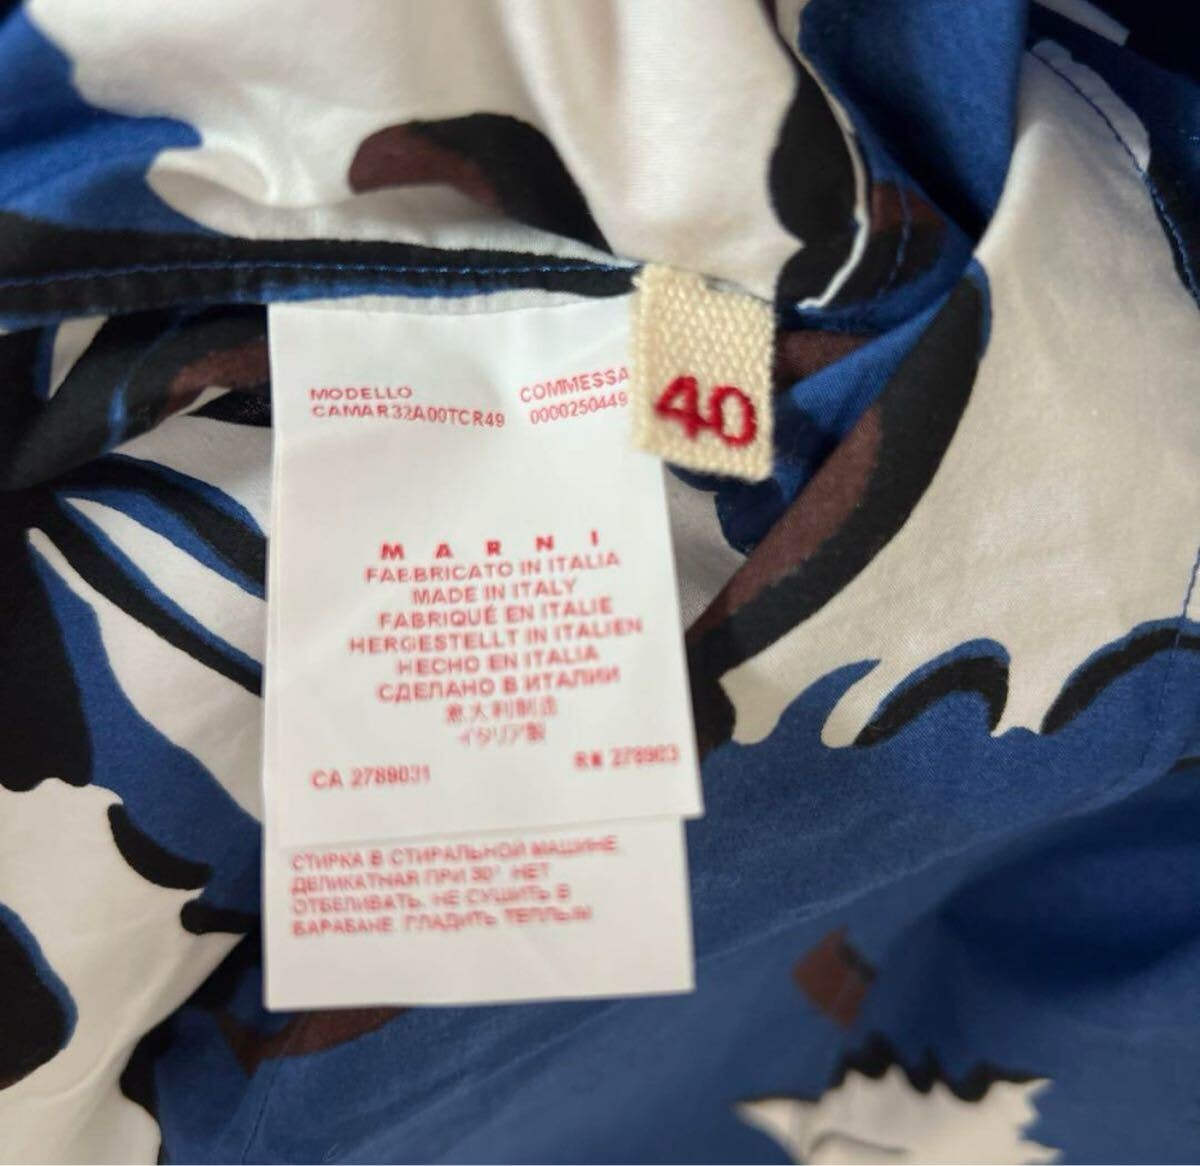 MODELLO
CAMAR32A00TCR49
COMMESSA
0000250449
40
MARNI
FABBRICATO IN ITALIA
MADE IN ITALY
FABRIQUÉ EN ITALIE
HERGESTELLT IN ITALIEN
HECHO EN ITALIA
СДЕЛАНО В ИТАЛИИ
意大利制造
イタリア製
CA 2789031
RN 278903
СТИРКА В СТИРАЛЬНОЙ МАШИНЕ.
ДЕЛИКАТНАЯ ПРИ 30° НЕТ
ОТБЕЛИВАТЬ. НЕ СУШИТЬ В
БАРАБАНЕ. ГЛАДИТЬ ТЕПЛЫМ